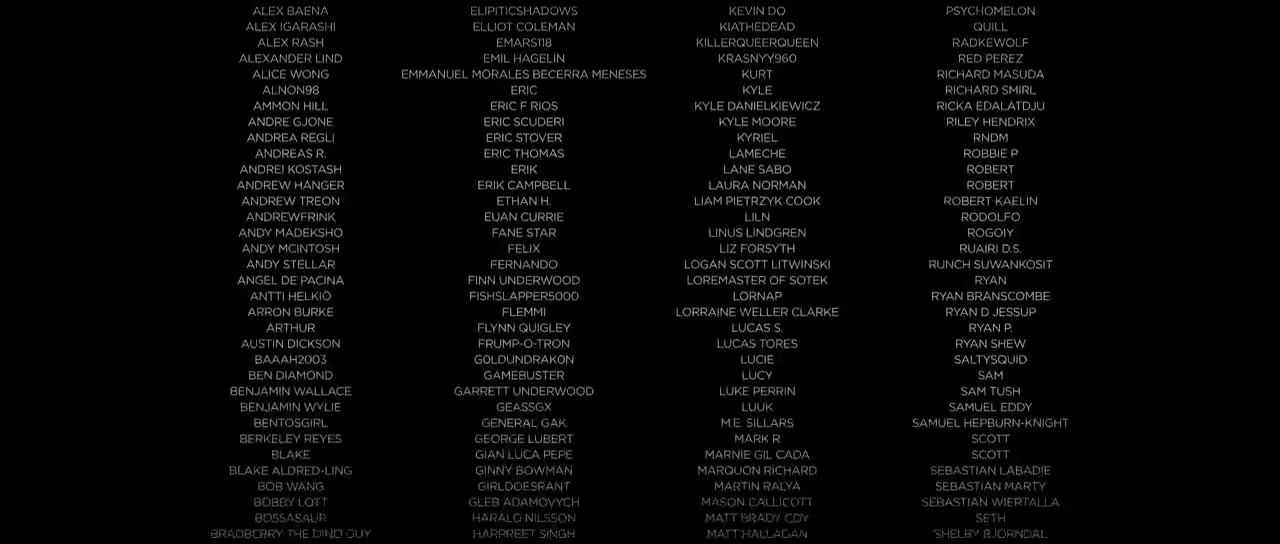 ALEX BAENA
ALEX IGARASHI
ALEX RASH
ALEXANDER LIND
ALICE WONG
ALNON98
AMMON HILL
ANDRE GJONE
ANDREA REGLI
ANDREAS R.
ANDREI KOSTASH
ANDREW HANGER
ANDREW TREON
ANDREWFRINK
ANDY MADEKSHO
ANDY MCINTOSH
ANDY STELLAR
ANGEL DE PACINA
ANTTI HELKIÖ
ARRON BURKE
ARTHUR
AUSTIN DICKSON
BAAAH2003
BEN DIAMOND
BENJAMIN WALLACE
BENJAMIN WYLIE
BENTOSGIRL
BERKELEY REYES
BLAKE
BLAKE ALDRED-LING
BOB WANG
BOBBY LOTT
BOSSASAUR
BRADBERRY THE DINO GUY
ELIPITICSHADOWS
ELLIOT COLEMAN
EMARS118
EMIL HAGELIN
EMMANUEL MORALES BECERRA MENESES
ERIC
ERIC F RIOS
ERIC SCUDERI
ERIC STOVER
ERIC THOMAS
ERIK
ERIK CAMPBELL
ETHAN H.
EUAN CURRIE
FANE STAR
FELIX
FERNANDO
FINN UNDERWOOD
FISHSLAPPER5000
FLEMMI
FLYNN QUIGLEY
FRUMP-O-TRON
G0LDUNDRAK0N
GAMEBUSTER
GARRETT UNDERWOOD
GEASSGX
GENERAL GAK
GEORGE LUBERT
GIAN LUCA PEPE
GINNY BOWMAN
GIRLDOESRANT
GLEB ADAMOVYCH
HARALD NILSSON
HARPREET SINGH
KEVIN DO
KIATHEDEAD
KILLERQUEERQUEEN
KRASNYY960
KURT
KYLE
KYLE DANIELKIEWICZ
KYLE MOORE
KYRIEL
LAMECHE
LANE SABO
LAURA NORMAN
LIAM PIETRZYK COOK
LILN
LINUS LINDGREN
LIZ FORSYTH
LOGAN SCOTT LITWINSKI
LOREMASTER OF SOTEK
LORNAP
LORRAINE WELLER CLARKE
LUCAS S.
LUCAS TORES
LUCIE
LUCY
LUKE PERRIN
LUUK
M.E. SILLARS
MARK R
MARNIE GIL CADA
MARQUON RICHARD
MARTIN RALYA
MASON CALLICOTT
MATT BRADY COY
MATT HALLAGAN
PSYCHOMELON
QUILL
RADKEWOLF
RED PEREZ
RICHARD MASUDA
RICHARD SMIRL
RICKA EDALATDJU
RILEY HENDRIX
RNDM
ROBBIE P
ROBERT
ROBERT
ROBERT KAELIN
RODOLFO
ROGOIY
RUAIRI D.S.
RUNCH SUWANKOSIT
RYAN
RYAN BRANSCOMBE
RYAN D JESSUP
RYAN P.
RYAN SHEW
SALTYSQUID
SAM
SAM TUSH
SAMUEL EDDY
SAMUEL HEPBURN-KNIGHT
SCOTT
SCOTT
SEBASTIAN LABADIE
SEBASTIAN MARTY
SEBASTIAN WIERTALLA
SETH
SHELBY BJORNDAL